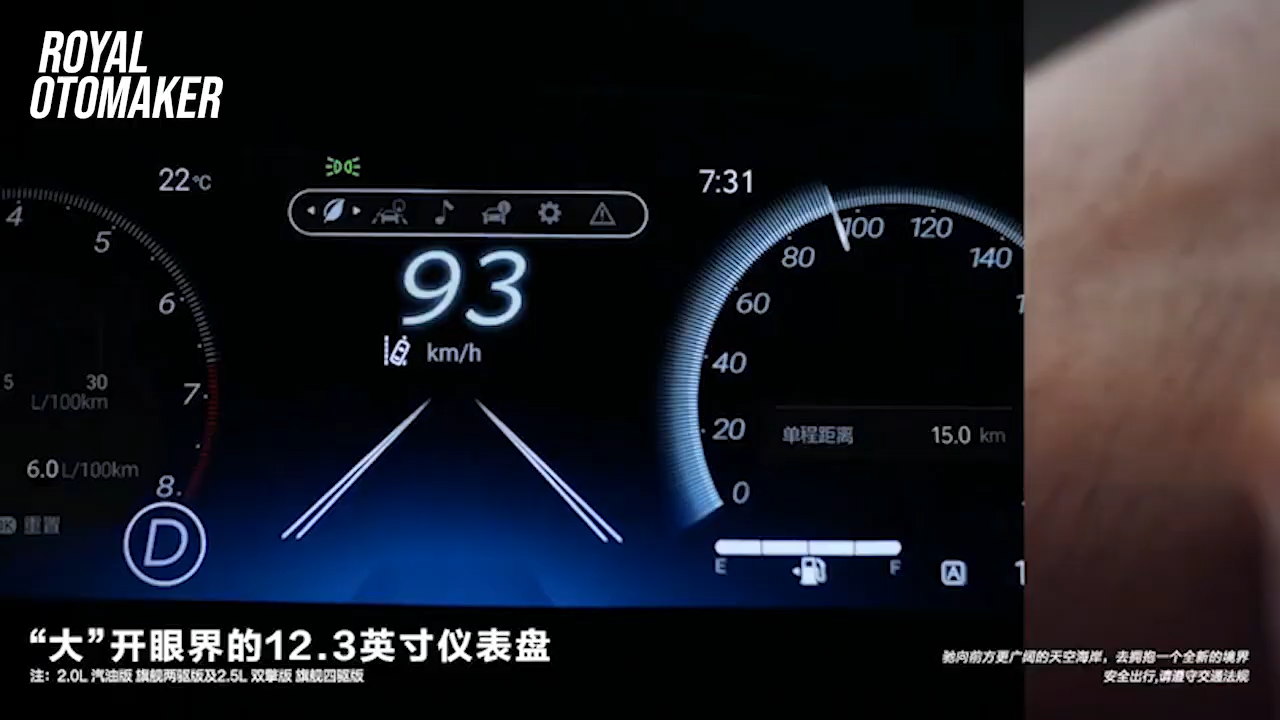 ROYAL
OTOMAKER
22°C
7:31
4
5
6
7
8
93
km/h
5
30
L/100km
6.0 L/100km
重置
D
0
20
40
60
80
100
120
140
单程距离 15.0 km
E
F
A
“大”开眼界的12.3英寸仪表盘
注：2.0L 汽油版 旗舰两驱版及2.5L 双擎版 旗舰四驱版
驰向前方更广阔的天空海岸，去拥抱一个全新的境界
安全出行,请遵守交通法规